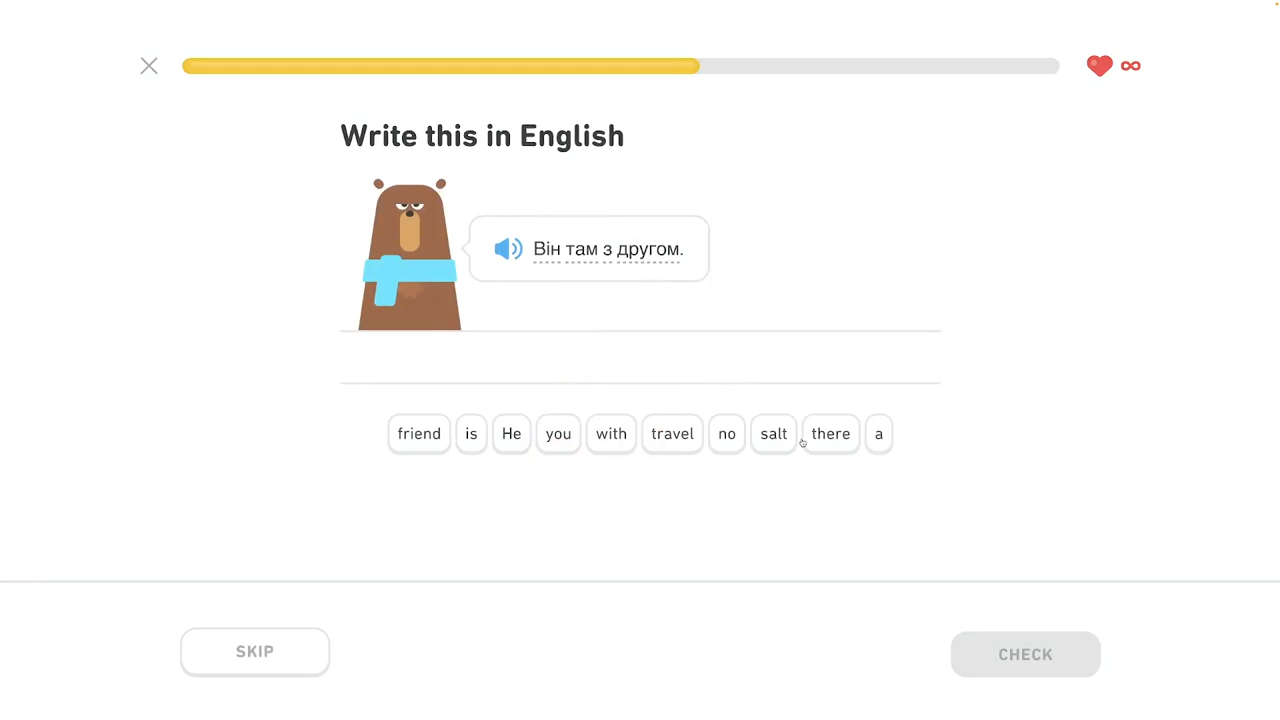 ∞
Write this in English
Він там з другом.
friend is He you with travel no salt there a
SKIP CHECK